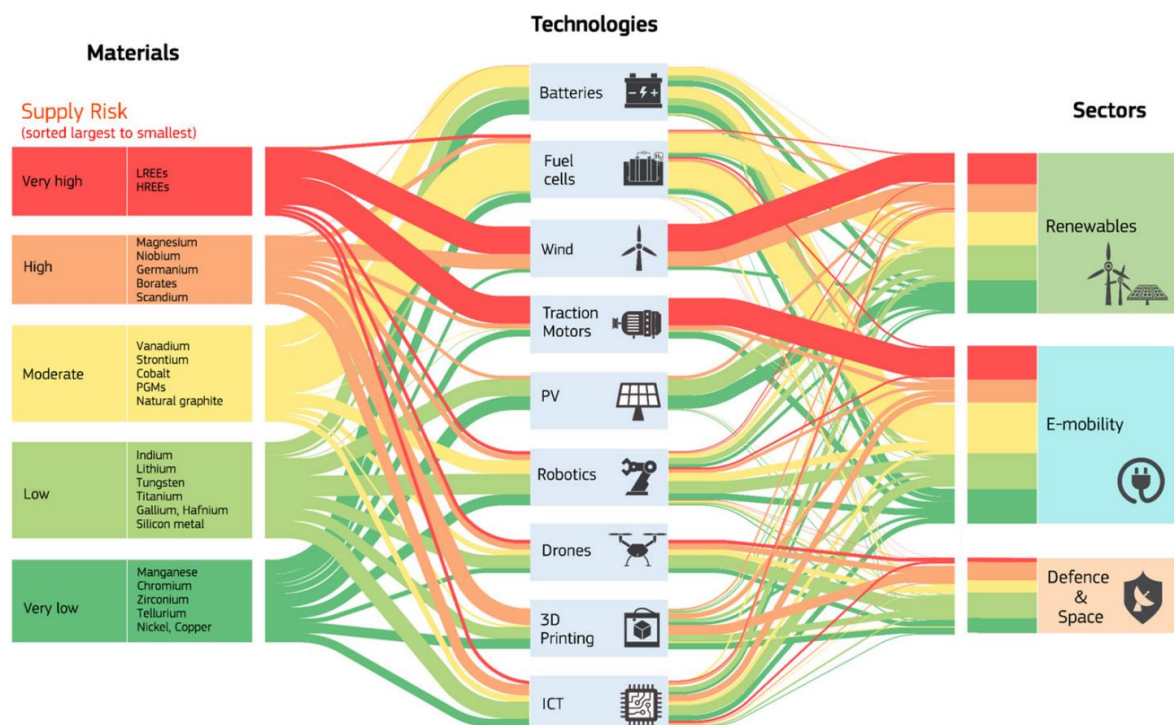 Technologies
Materials
Sectors
Supply Risk
(sorted largest to smallest)
Very high
LREEs
HREEs
High
Magnesium
Niobium
Germanium
Borates
Scandium
Moderate
Vanadium
Strontium
Cobalt
PGMs
Natural graphite
Low
Indium
Lithium
Tungsten
Titanium
Gallium, Hafnium
Silicon metal
Very low
Manganese
Chromium
Zirconium
Tellurium
Nickel, Copper
Batteries
Fuel
cells
Wind
Traction
Motors
PV
Robotics
Drones
3D
Printing
ICT
Renewables
E-mobility
Defence
&
Space